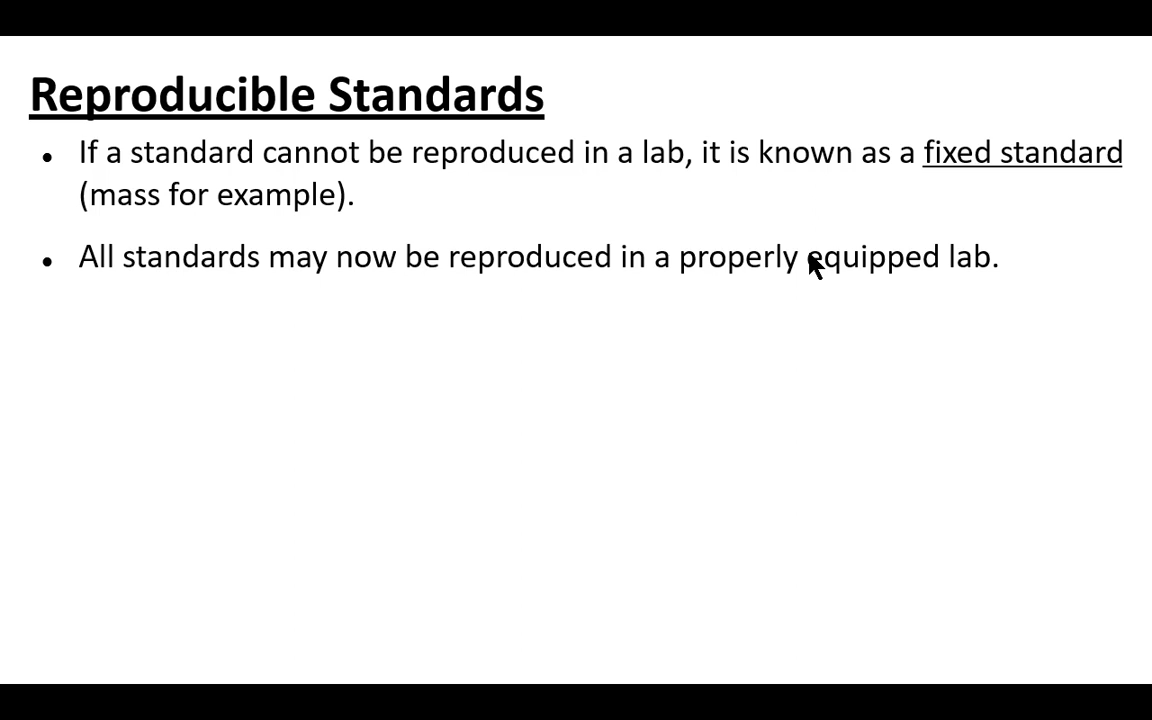 Reproducible Standards
• If a standard cannot be reproduced in a lab, it is known as a fixed standard
(mass for example).
• All standards may now be reproduced in a properly equipped lab.